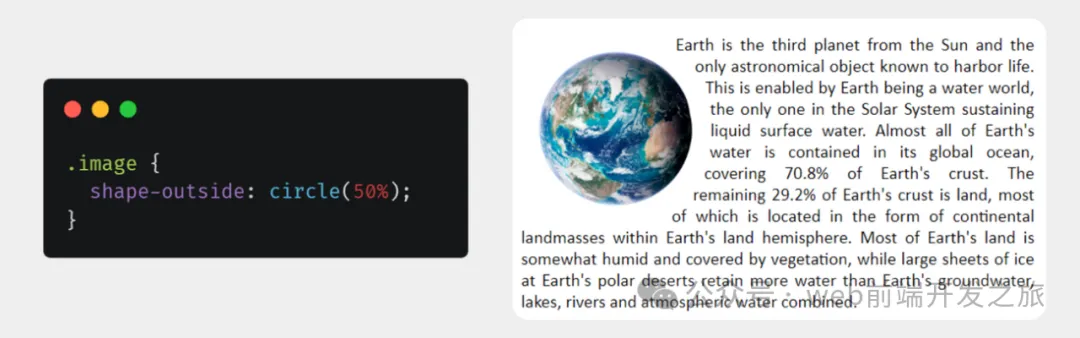 .image {
shape-outside: circle(50%);
}
Earth is the third planet from the Sun and the
only astronomical object known to harbor life.
This is enabled by Earth being a water world,
the only one in the Solar System sustaining
liquid surface water. Almost all of Earth's
water is contained in its global ocean,
covering 70.8% of Earth's crust. The
remaining 29.2% of Earth's crust is land, most
of which is located in the form of continental
landmasses within Earth's land hemisphere. Most of Earth's land is
somewhat humid and covered by vegetation, while large sheets of ice
at Earth's polar deserts retain more water than Earth's groundwater,
lakes, rivers and atmospheric water combined.
公众号 · web前端开发之旅